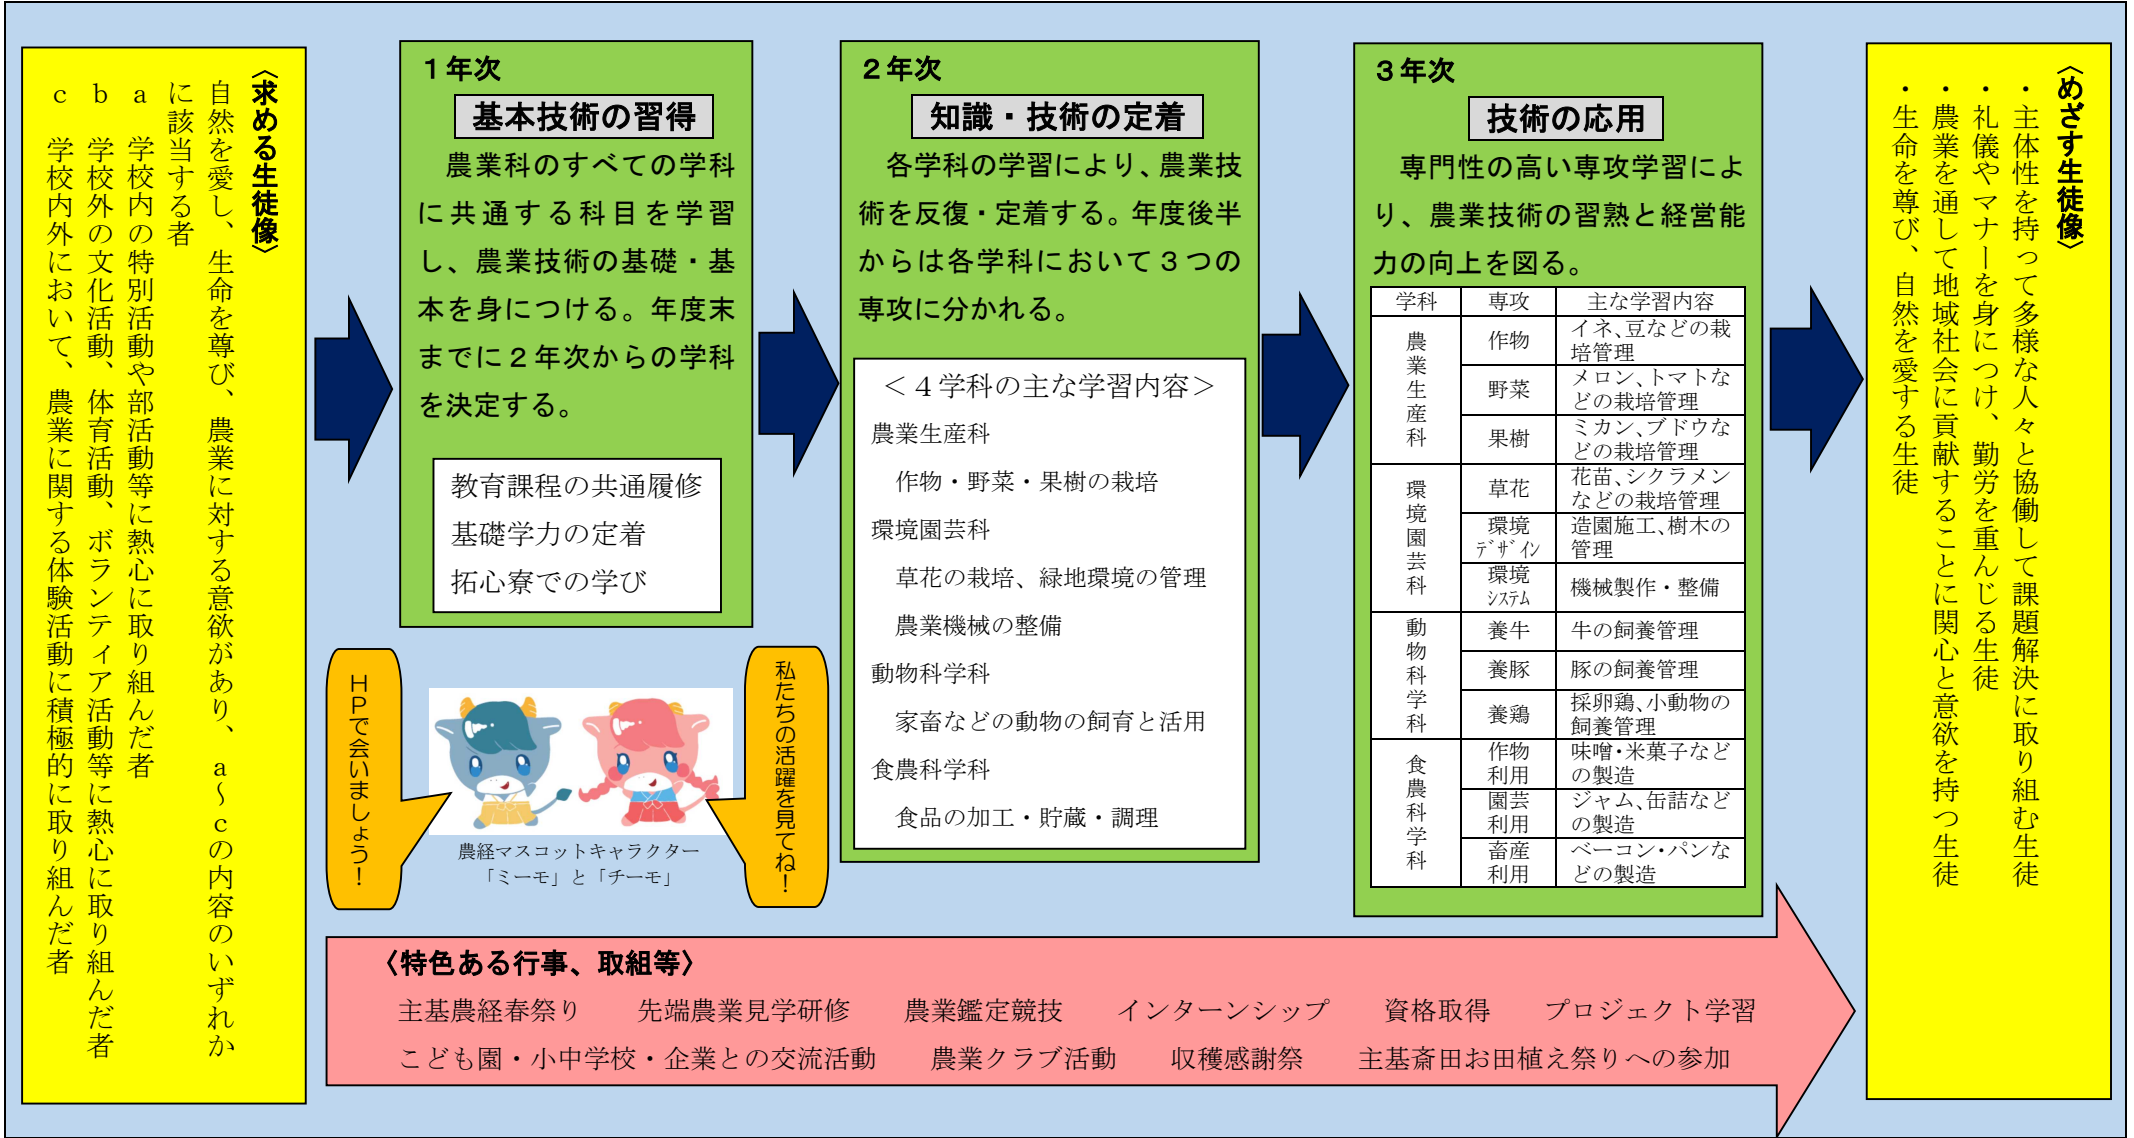 〈求める生徒像〉
自然を愛し、生命を尊び、農業に対する意欲があり、a〜cの内容のいずれか
に該当する者
a　学校内の特別活動や部活動等に熱心に取り組んだ者
b　学校外の文化活動、体育活動、ボランティア活動等に熱心に取り組んだ者
c　学校内外において、農業に関する体験活動に積極的に取り組んだ者
１年次
基本技術の習得
農業科のすべての学科
に共通する科目を学習
し、農業技術の基礎・基
本を身につける。年度末
までに２年次からの学科
を決定する。
教育課程の共通履修
基礎学力の定着
拓心寮での学び
HPで会いましょう！
私たちの活躍を見てね！
農経マスコットキャラクター
「ミーモ」と「チーモ」
２年次
知識・技術の定着
各学科の学習により、農業技
術を反復・定着する。年度後半
からは各学科において３つの
専攻に分かれる。
＜４学科の主な学習内容＞
農業生産科
作物・野菜・果樹の栽培
環境園芸科
草花の栽培、緑地環境の管理
農業機械の整備
動物科学科
家畜などの動物の飼育と活用
食農科学科
食品の加工・貯蔵・調理
３年次
技術の応用
専門性の高い専攻学習によ
り、農業技術の習熟と経営能
力の向上を図る。
学科 専攻 主な学習内容
農業生産科
作物 イネ、豆などの栽
培管理
野菜 メロン、トマトな
どの栽培管理
果樹 ミカン、ブドウな
どの栽培管理
環境園芸科
草花 花苗、シクラメン
などの栽培管理
環境 造園施工、樹木の
ﾃﾞｻﾞｲﾝ 管理
環境
ｼｽﾃﾑ 機械製作・整備
動物科学科
養牛 牛の飼養管理
養豚 豚の飼養管理
養鶏 採卵鶏、小動物の
飼養管理
食農科学科
作物 味噌・米菓子など
利用 の製造
園芸 ジャム、缶詰など
利用 の製造
畜産 ベーコン・パンな
利用 どの製造
〈めざす生徒像〉
・主体性を持って多様な人々と協働して課題解決に取り組む生徒
・礼儀やマナーを身につけ、勤労を重んじる生徒
・農業を通して地域社会に貢献することに関心と意欲を持つ生徒
・生命を尊び、自然を愛する生徒
〈特色ある行事、取組等〉
主基農経春祭り　先端農業見学研修　農業鑑定競技　インターンシップ　資格取得　プロジェクト学習
こども園・小中学校・企業との交流活動　農業クラブ活動　収穫感謝祭　主基斎田お田植え祭りへの参加